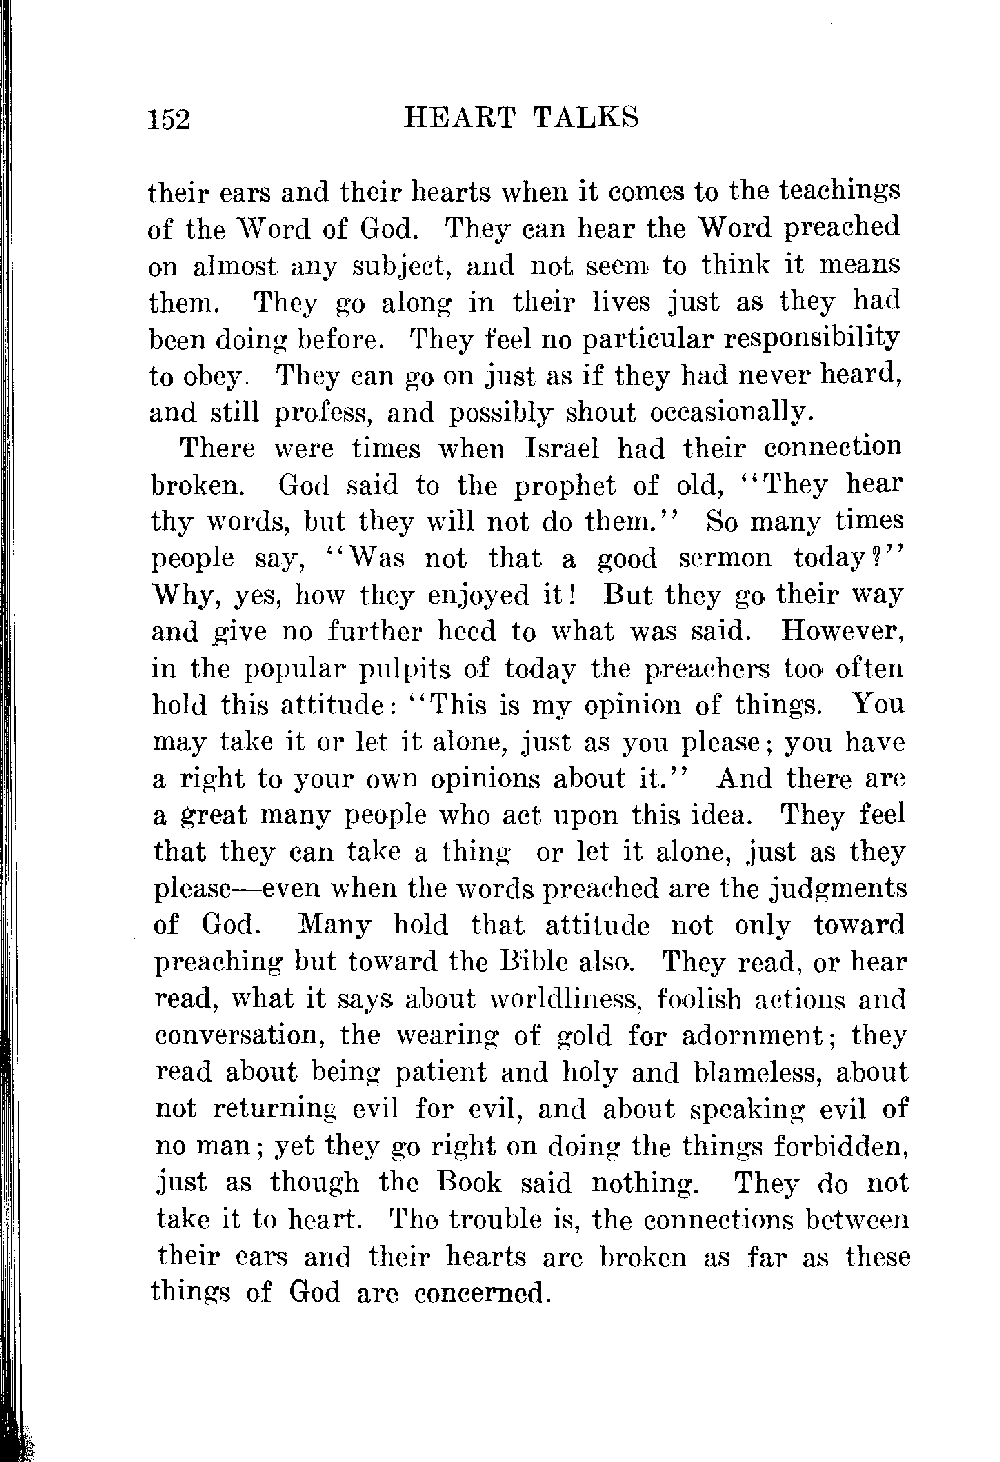 152 HEART TALKS
their ears and their hearts when it comes to the teachings
of the Word of God. They can hear the Word preached
on almost any subject, and not seem to think it means
them. They go along in their lives just as they had
been doing before. They feel no particular responsibility
to obey. They can go on just as if they had never heard,
and still profess, and possibly shout occasionally.
There were times when Israel had their connection
broken. God said to the prophet of old, "They hear
thy words, but they will not do them." So many times
people say, "Was not that a good sermon today?"
Why, yes, how they enjoyed it! But they go their way
and give no further heed to what was said. However,
in the popular pulpits of today the preachers too often
hold this attitude: "This is my opinion of things. You
may take it or let it alone, just as you please; you have
a right to your own opinions about it." And there are
a great many people who act upon this idea. They feel
that they can take a thing or let it alone, just as they
please—even when the words preached are the judgments
of God. Many hold that attitude not only toward
preaching but toward the Bible also. They read, or hear
read, what it says about worldliness, foolish actions and
conversation, the wearing of gold for adornment; they
read about being patient and holy and blameless, about
not returning evil for evil, and about speaking evil of
no man; yet they go right on doing the things forbidden,
just as though the Book said nothing. They do not
take it to heart. The trouble is, the connections between
their ears and their hearts are broken as far as these
things of God are concerned.